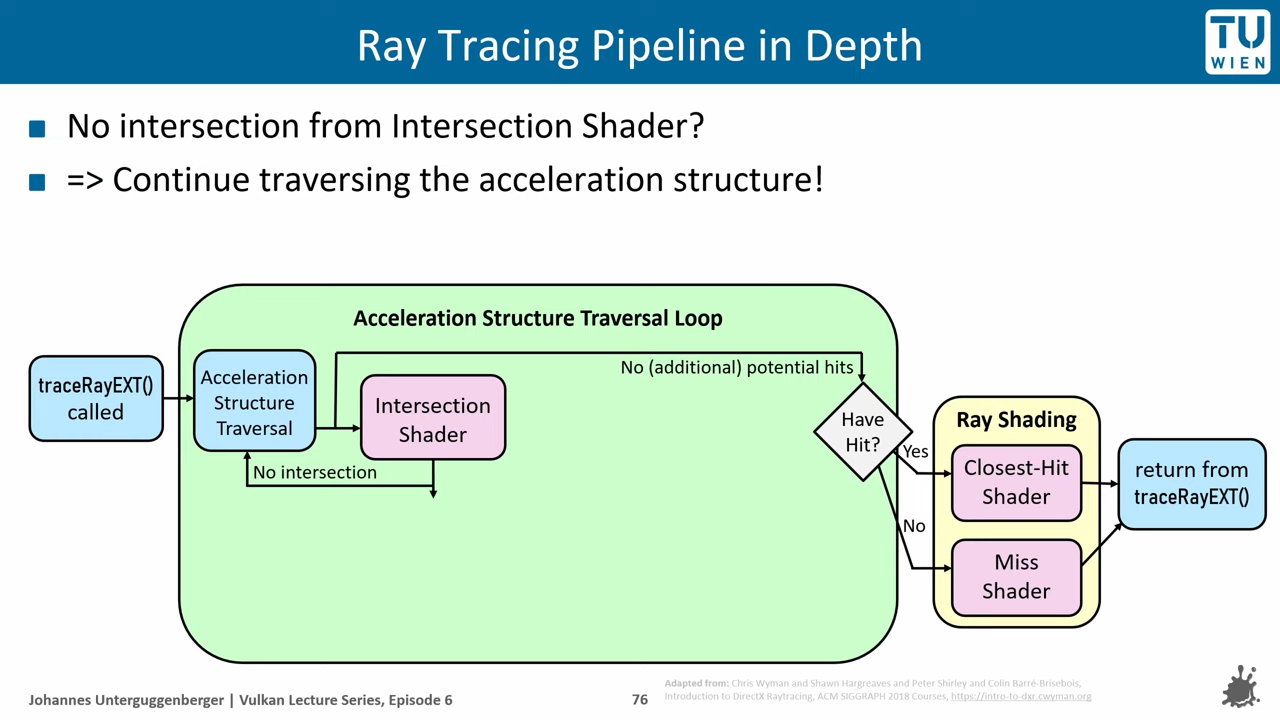 Ray Tracing Pipeline in Depth
TU
WIEN
No intersection from Intersection Shader?
=> Continue traversing the acceleration structure!
Acceleration Structure Traversal Loop
traceRayEXT()
called
Acceleration
Structure
Traversal
Intersection
Shader
No intersection
No (additional) potential hits
Have
Hit?
Yes
No
Ray Shading
Closest-Hit
Shader
Miss
Shader
return from
traceRayEXT()
Johannes Unterguggenberger | Vulkan Lecture Series, Episode 6
76
Adapted from: Chris Wyman and Shawn Hargreaves and Peter Shirley and Colin Barré-Brisebois,
Introduction to DirectX Raytracing, ACM SIGGRAPH 2018 Courses, https://intro-to-dxr.cwyman.org